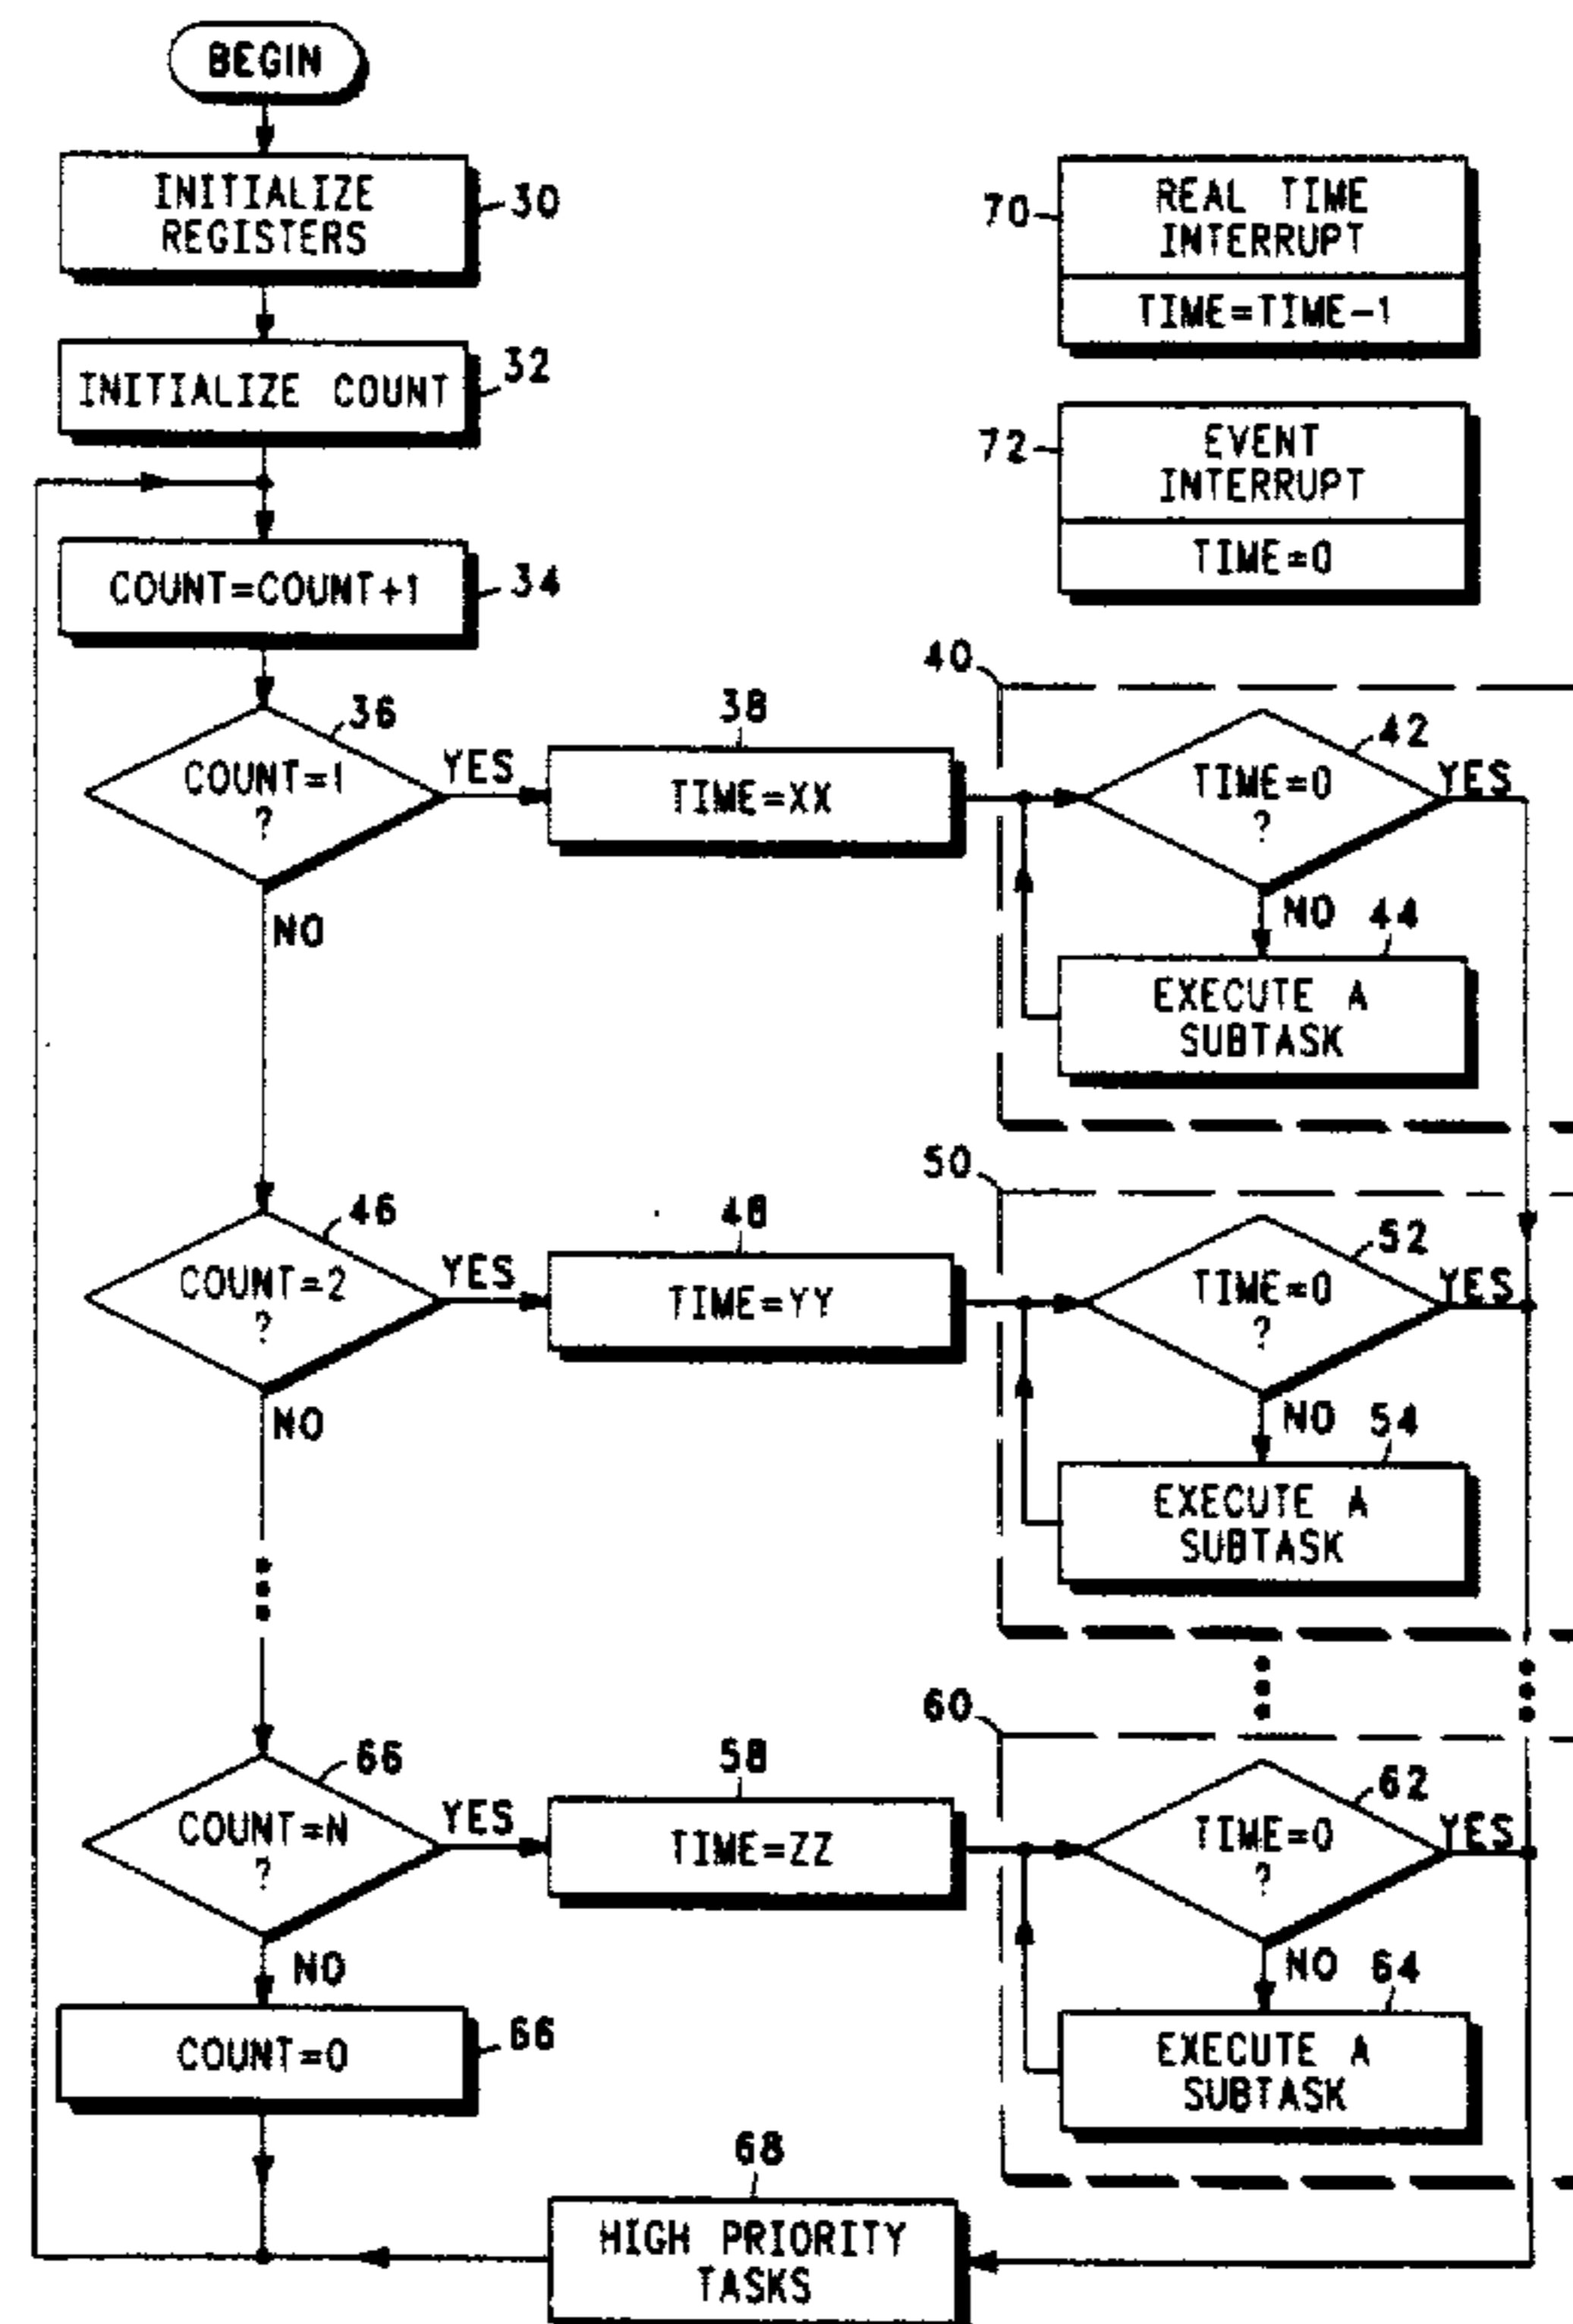 BEGIN
INITIALIZE
REGISTERS
30
INITIALIZE COUNT
32
COUNT=COUNT+1
34
70
REAL TIME
INTERRUPT
TIME=TIME-1
72
EVENT
INTERRUPT
TIME=0
36
COUNT=1
?
YES
NO
38
TIME=XX
40
42
TIME=0
?
YES
NO
44
EXECUTE A
SUBTASK
46
COUNT=2
?
YES
NO
48
TIME=YY
50
52
TIME=0
?
YES
NO
54
EXECUTE A
SUBTASK
66
COUNT=N
?
YES
NO
58
TIME=ZZ
60
62
TIME=0
?
YES
NO
64
EXECUTE A
SUBTASK
COUNT=0
66
68
HIGH PRIORITY
TASKS